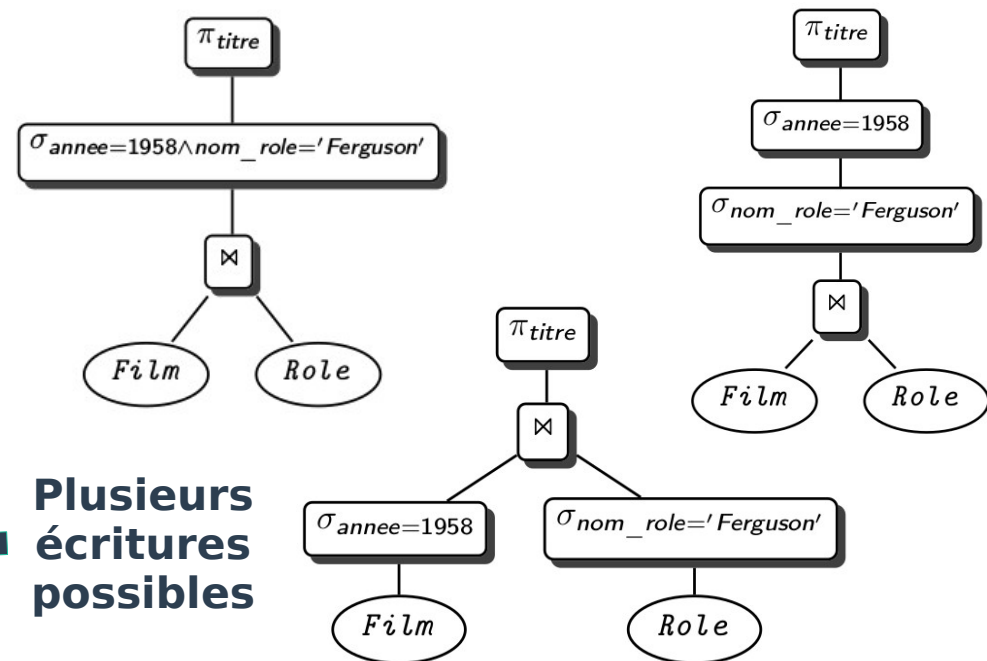 π titre
σ annee=1958∧nom_role='Ferguson'
⋈
Film Role
π titre
σ annee=1958
σ nom_role='Ferguson'
⋈
Film Role
π titre
⋈
σ annee=1958 σ nom_role='Ferguson'
Film Role
Plusieurs
écritures
possibles